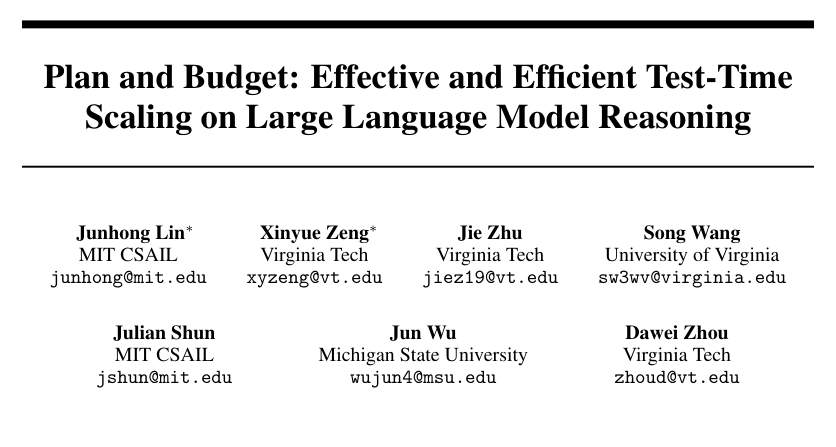 Plan and Budget: Effective and Efficient Test-Time
Scaling on Large Language Model Reasoning
Junhong Lin* Xinyue Zeng* Jie Zhu Song Wang
MIT CSAIL Virginia Tech Virginia Tech University of Virginia
junhong@mit.edu xyzeng@vt.edu jiez19@vt.edu sw3wv@virginia.edu
Julian Shun Jun Wu Dawei Zhou
MIT CSAIL Michigan State University Virginia Tech
jshun@mit.edu wujun4@msu.edu zhoud@vt.edu